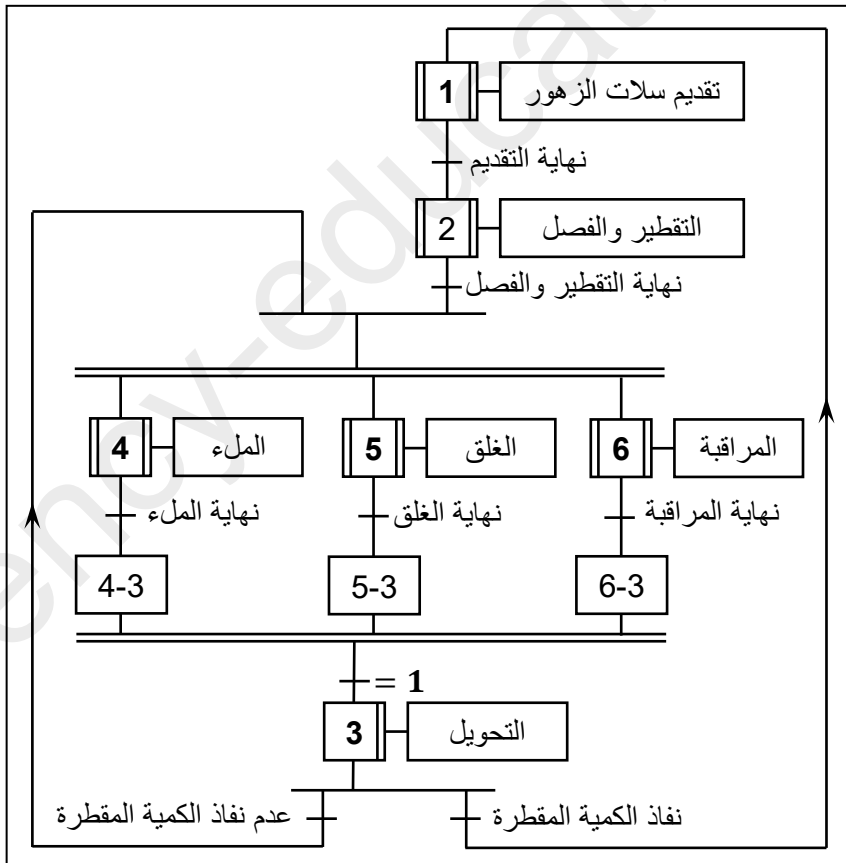 1 تقديم سلات الزهور
نهاية التقديم
2 التقطير والفصل
نهاية التقطير والفصل
4 الملء 5 الغلق 6 المراقبة
نهاية الملء نهاية الغلق نهاية المراقبة
4-3 5-3 6-3
= 1
3 التحويل
عدم نفاذ الكمية المقطرة نفاذ الكمية المقطرة
ency-educati